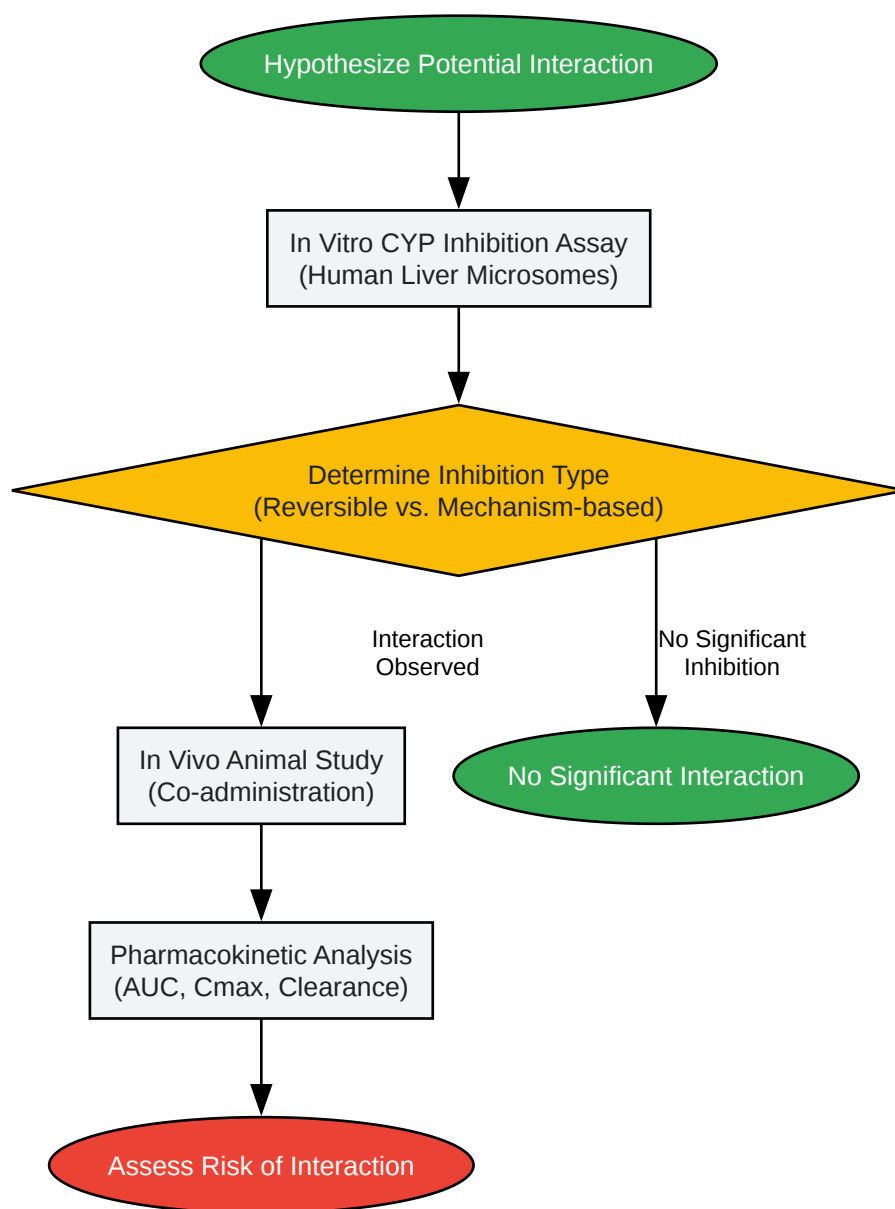 Hypothesize Potential Interaction
In Vitro CYP Inhibition Assay
(Human Liver Microsomes)
Determine Inhibition Type
(Reversible vs. Mechanism-based)
Interaction
Observed
No Significant
Inhibition
In Vivo Animal Study
(Co-administration)
No Significant Interaction
Pharmacokinetic Analysis
(AUC, Cmax, Clearance)
Assess Risk of Interaction